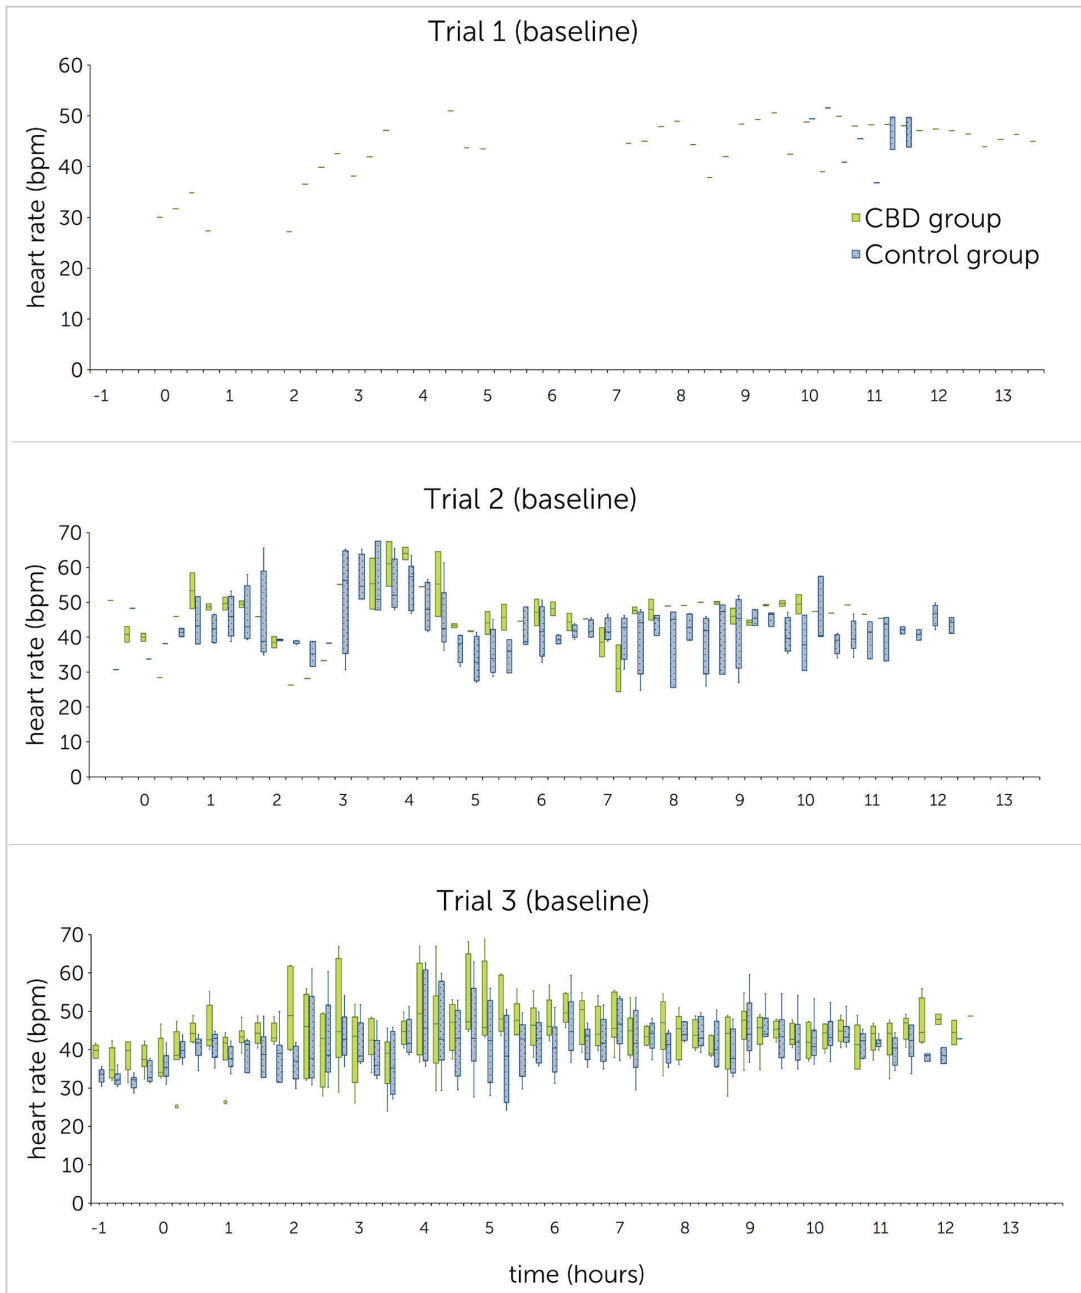 Trial 1 (baseline)
heart rate (bpm)
60
50
40
30
20
10
0
CBD group
Control group
-1 0 1 2 3 4 5 6 7 8 9 10 11 12 13
Trial 2 (baseline)
heart rate (bpm)
70
60
50
40
30
20
10
0
0 1 2 3 4 5 6 7 8 9 10 11 12 13
Trial 3 (baseline)
heart rate (bpm)
70
60
50
40
30
20
10
0
-1 0 1 2 3 4 5 6 7 8 9 10 11 12 13
time (hours)